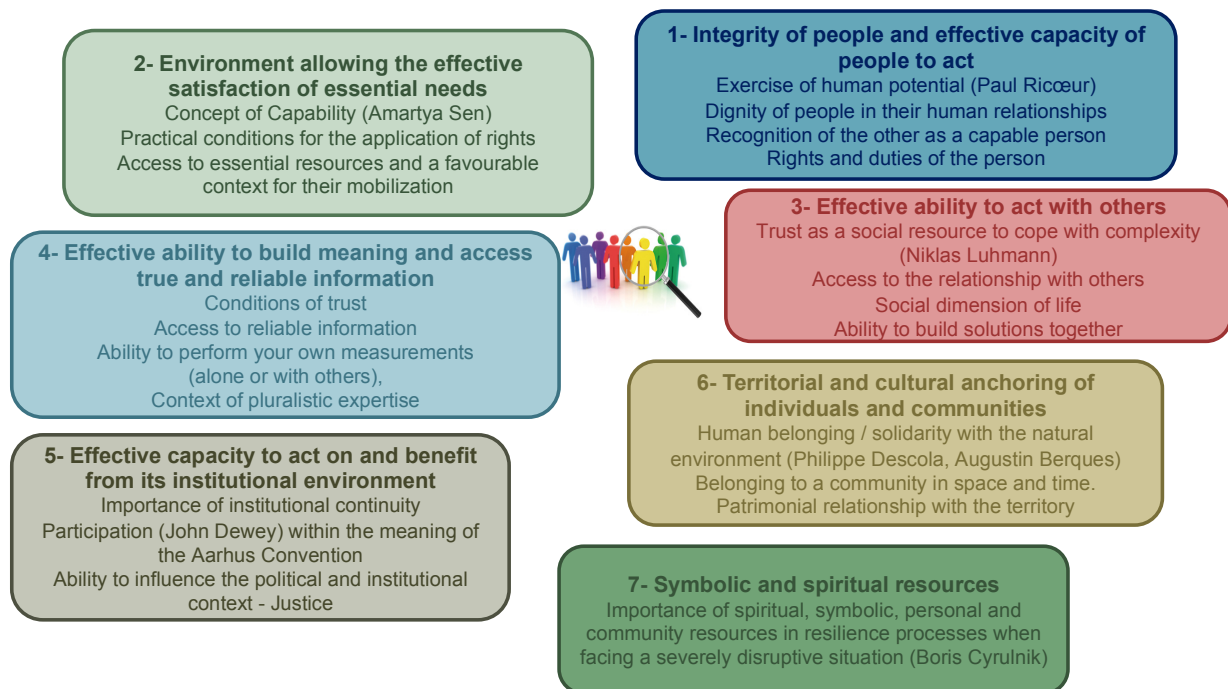 1- Integrity of people and effective capacity of
people to act
Exercise of human potential (Paul Ricœur)
Dignity of people in their human relationships
Recognition of the other as a capable person
Rights and duties of the person
2- Environment allowing the effective
satisfaction of essential needs
Concept of Capability (Amartya Sen)
Practical conditions for the application of rights
Access to essential resources and a favourable
context for their mobilization
3- Effective ability to act with others
Trust as a social resource to cope with complexity
(Niklas Luhmann)
Access to the relationship with others
Social dimension of life
Ability to build solutions together
4- Effective ability to build meaning and access
true and reliable information
Conditions of trust
Access to reliable information
Ability to perform your own measurements
(alone or with others),
Context of pluralistic expertise
5- Effective capacity to act on and benefit
from its institutional environment
Importance of institutional continuity
Participation (John Dewey) within the meaning of
the Aarhus Convention
Ability to influence the political and institutional
context - Justice
6- Territorial and cultural anchoring of
individuals and communities
Human belonging / solidarity with the natural
environment (Philippe Descola, Augustin Berques)
Belonging to a community in space and time.
Patrimonial relationship with the territory
7- Symbolic and spiritual resources
Importance of spiritual, symbolic, personal and
community resources in resilience processes when
facing a severely disruptive situation (Boris Cyrulnik)